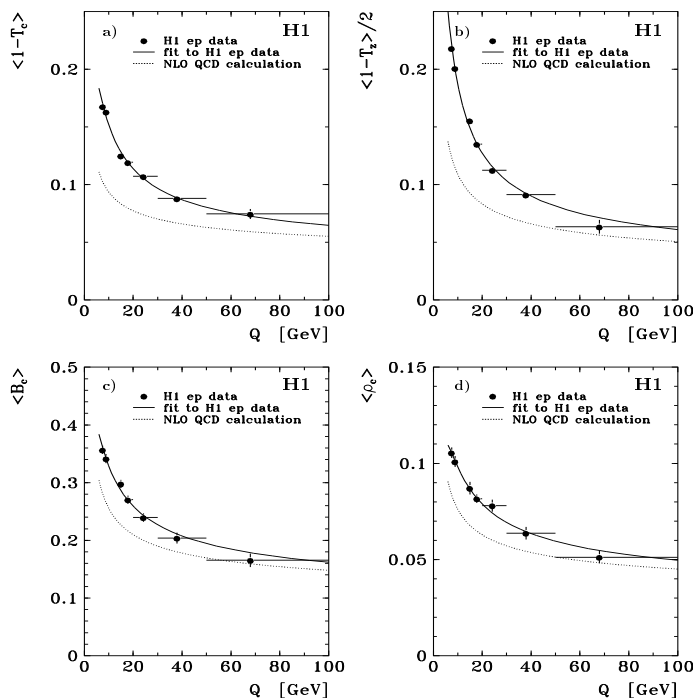 <1-T_c>
a) H1
H1 ep data
fit to H1 ep data
NLO QCD calculation
0.2
0.1
0
0 20 40 60 80 100
Q [GeV]
<1-T_z>/2
b) H1
H1 ep data
fit to H1 ep data
NLO QCD calculation
0.2
0.1
0
0 20 40 60 80 100
Q [GeV]
<B_c>
c) H1
H1 ep data
fit to H1 ep data
NLO QCD calculation
0.5
0.4
0.3
0.2
0.1
0
0 20 40 60 80 100
Q [GeV]
<ρ_c>
d) H1
H1 ep data
fit to H1 ep data
NLO QCD calculation
0.15
0.1
0.05
0
0 20 40 60 80 100
Q [GeV]